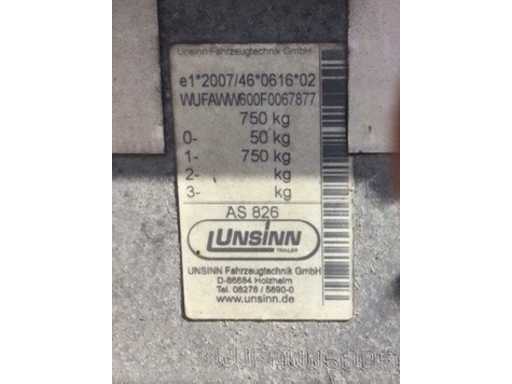 Unsinn Fahrzeugtechnik GmbH
e1*2007/46*0616*02
WUFAWW600F0067877
750 kg
0- 50 kg
1- 750 kg
2- kg
3- kg
AS 826
UNSINN
TRAILER
UNSINN Fahrzeugtechnik GmbH
D-86684 Holzheim
Tel. 08276 / 5890-0
www.unsinn.de